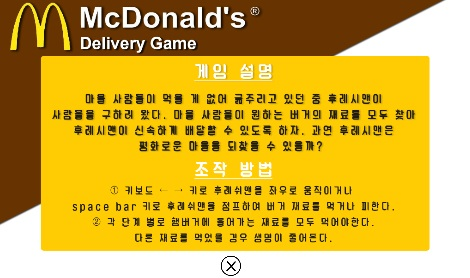 McDonald's®
Delivery Game
게임 설명
마을 사람들이 먹을 게 없어 굶주리고 있던 중 후레쉬맨이
사람들을 구하러 왔다. 마을 사람들이 원하는 버거의 재료를 모두 찾아
후레쉬맨이 신속하게 배달할 수 있도록 하자. 과연 후레쉬맨은
평화로운 마을을 되찾을 수 있을까?
조작 방법
① 키보드 ← → 키로 후레쉬맨을 좌우로 움직이거나
space bar 키로 후레쉬맨을 점프하여 버거 재료를 먹거나 피한다.
② 각 단계 별로 햄버거에 들어가는 재료를 모두 먹어야한다.
다른 재료를 먹었을 경우 생명이 줄어든다.